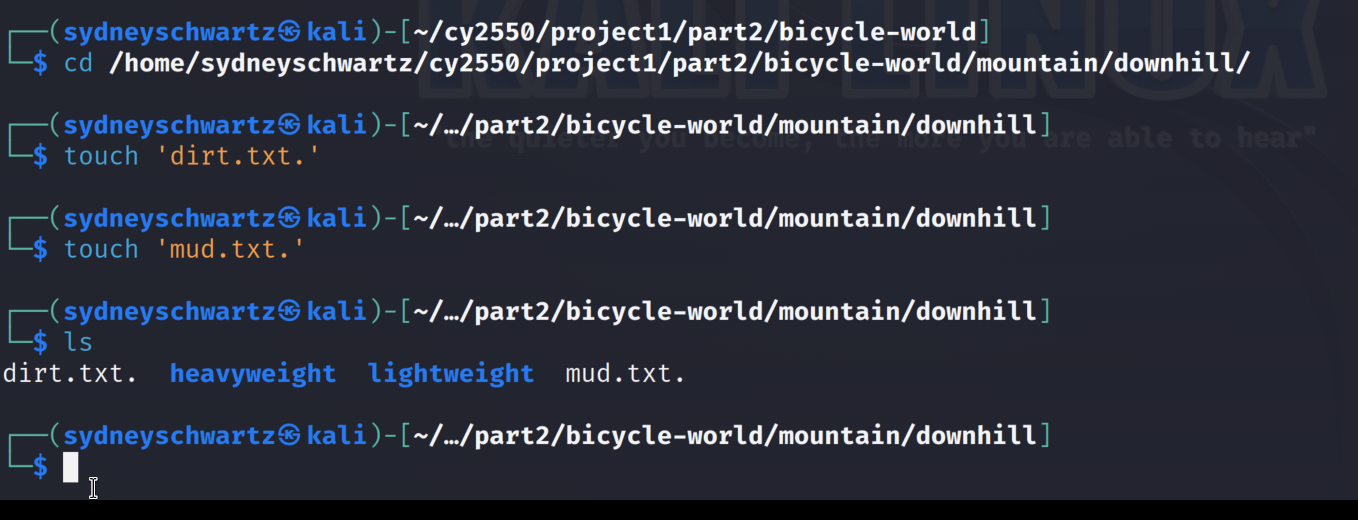 KALI LINUX
┌──(sydneyschwartz㉿kali)-[~/cy2550/project1/part2/bicycle-world]
└─$ cd /home/sydneyschwartz/cy2550/project1/part2/bicycle-world/mountain/downhill/
┌──(sydneyschwartz㉿kali)-[~/…/part2/bicycle-world/mountain/downhill]
"the quieter you become, the more you are able to hear"
└─$ touch 'dirt.txt.'
┌──(sydneyschwartz㉿kali)-[~/…/part2/bicycle-world/mountain/downhill]
└─$ touch 'mud.txt.'
┌──(sydneyschwartz㉿kali)-[~/…/part2/bicycle-world/mountain/downhill]
└─$ ls
dirt.txt.  heavyweight  lightweight  mud.txt.
┌──(sydneyschwartz㉿kali)-[~/…/part2/bicycle-world/mountain/downhill]
└─$